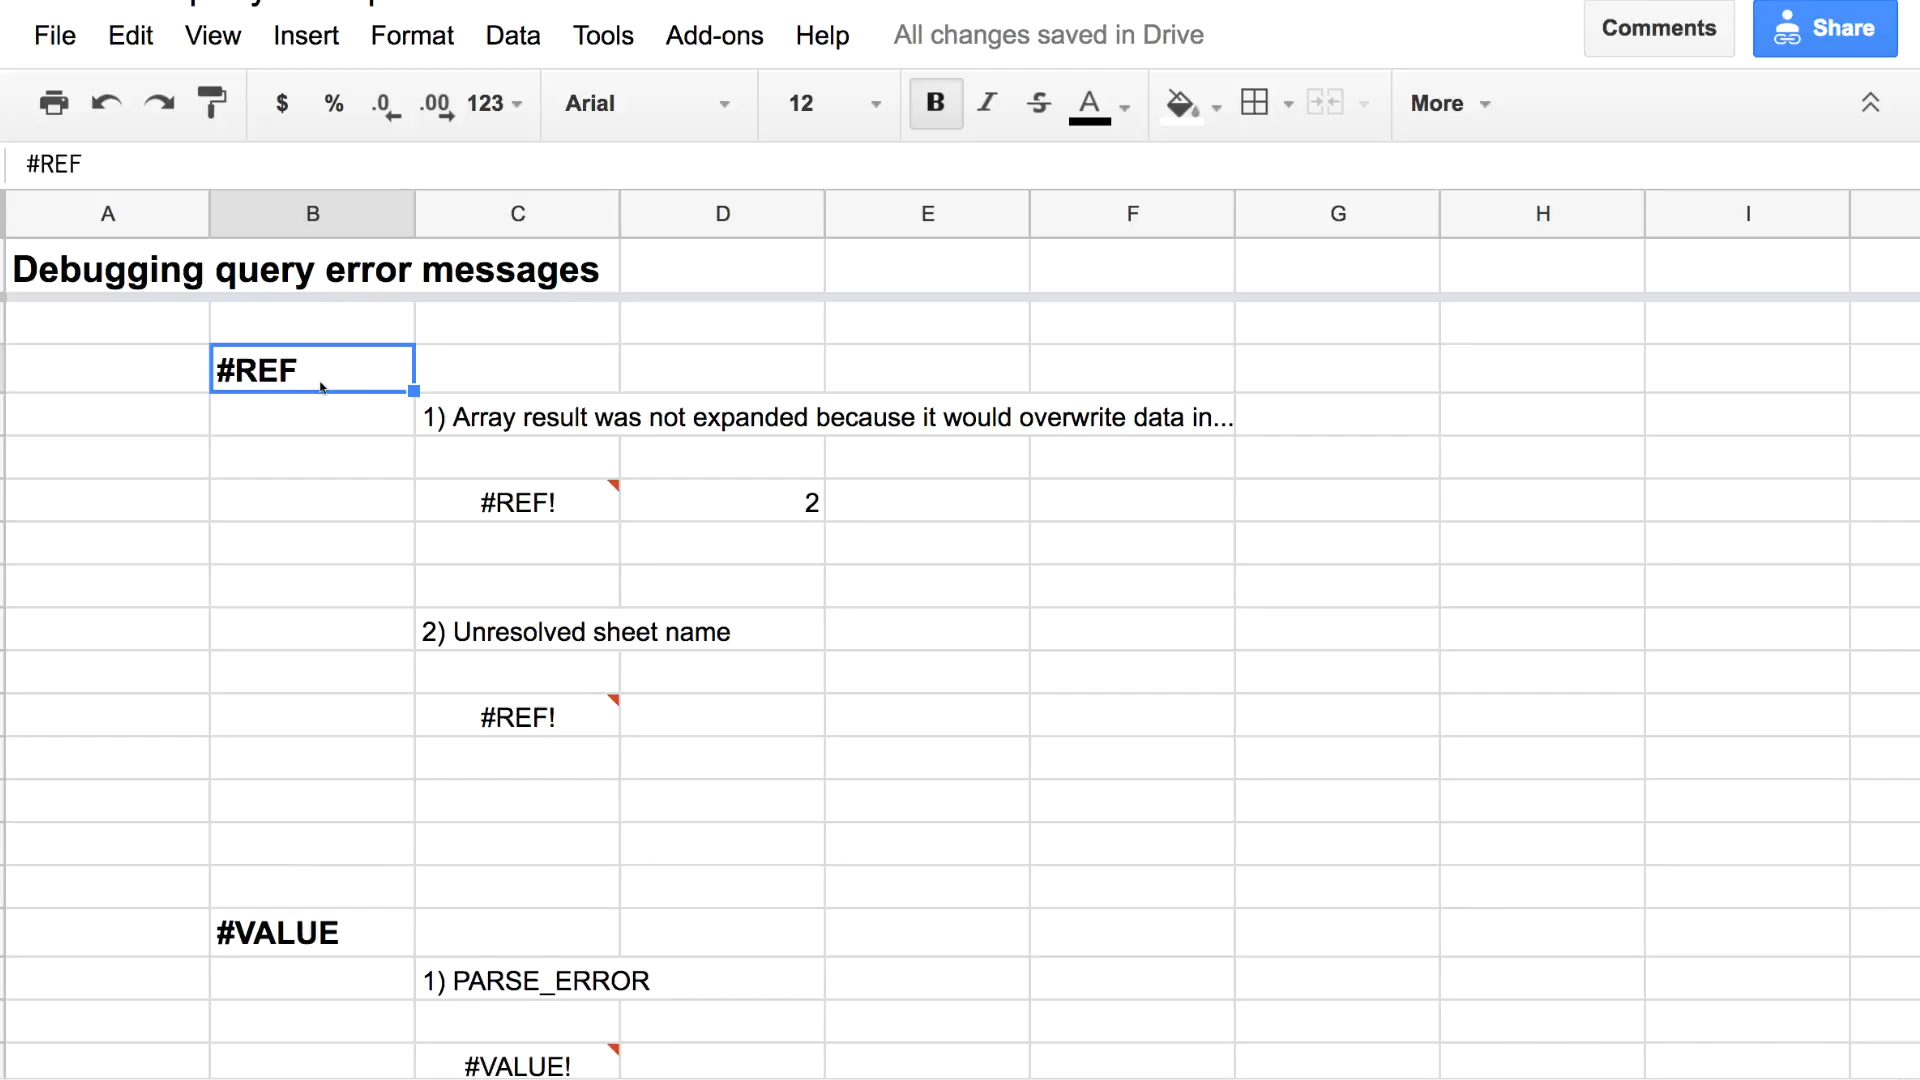 File Edit View Insert Format Data Tools Add-ons Help All changes saved in Drive Comments Share
$ % .0 .00 123 Arial 12 B I S A More
#REF
A B C D E F G H I
Debugging query error messages
#REF
1) Array result was not expanded because it would overwrite data in...
#REF! 2
2) Unresolved sheet name
#REF!
#VALUE
1) PARSE_ERROR
#VALUE!